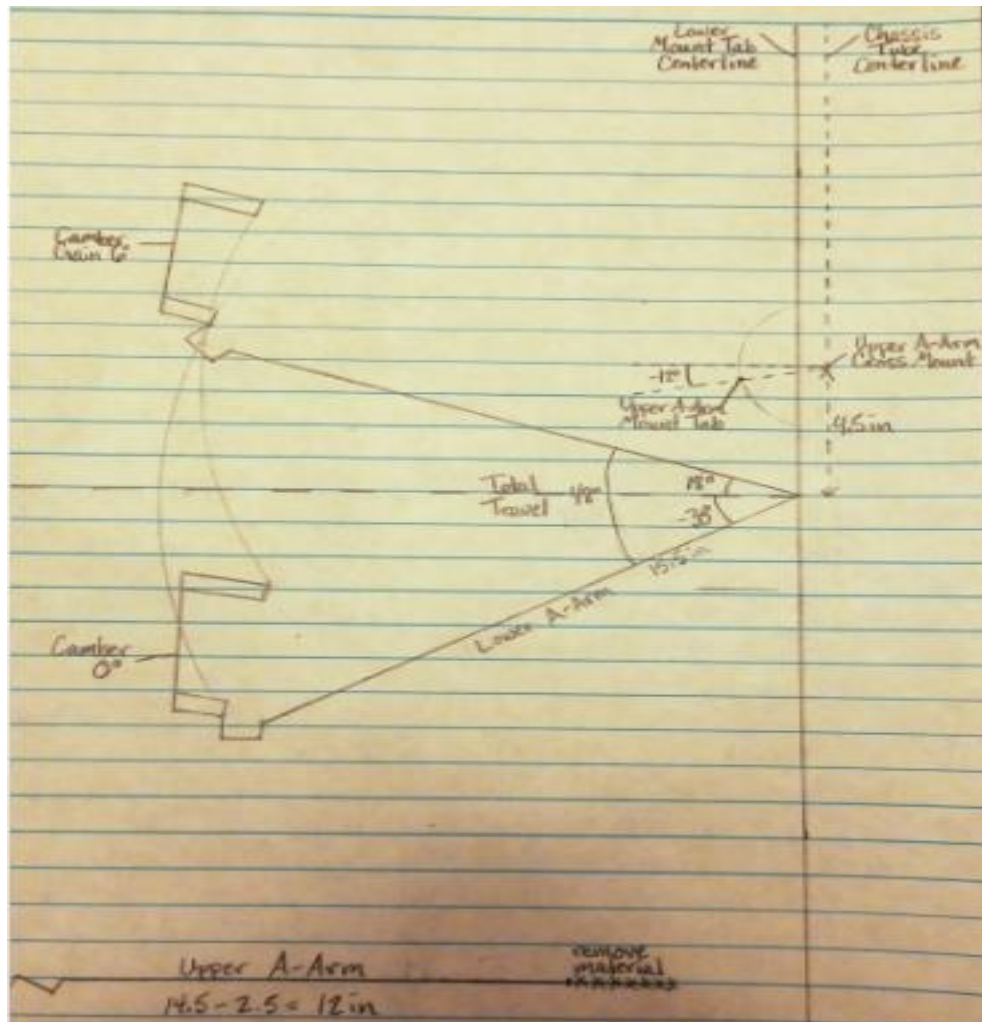 Lower
Mount Tab
Centerline
Chassis
Tube
Centerline
Camber
Gain 6°
Upper A-Arm
Cross Mount
-12°
Upper A-Arm
Mount Tab
4.5in
Total
Travel
48°
18°
15.5in
Lower A-Arm
Camber
0°
Upper A-Arm
14.5-2.5= 12in
remove
material